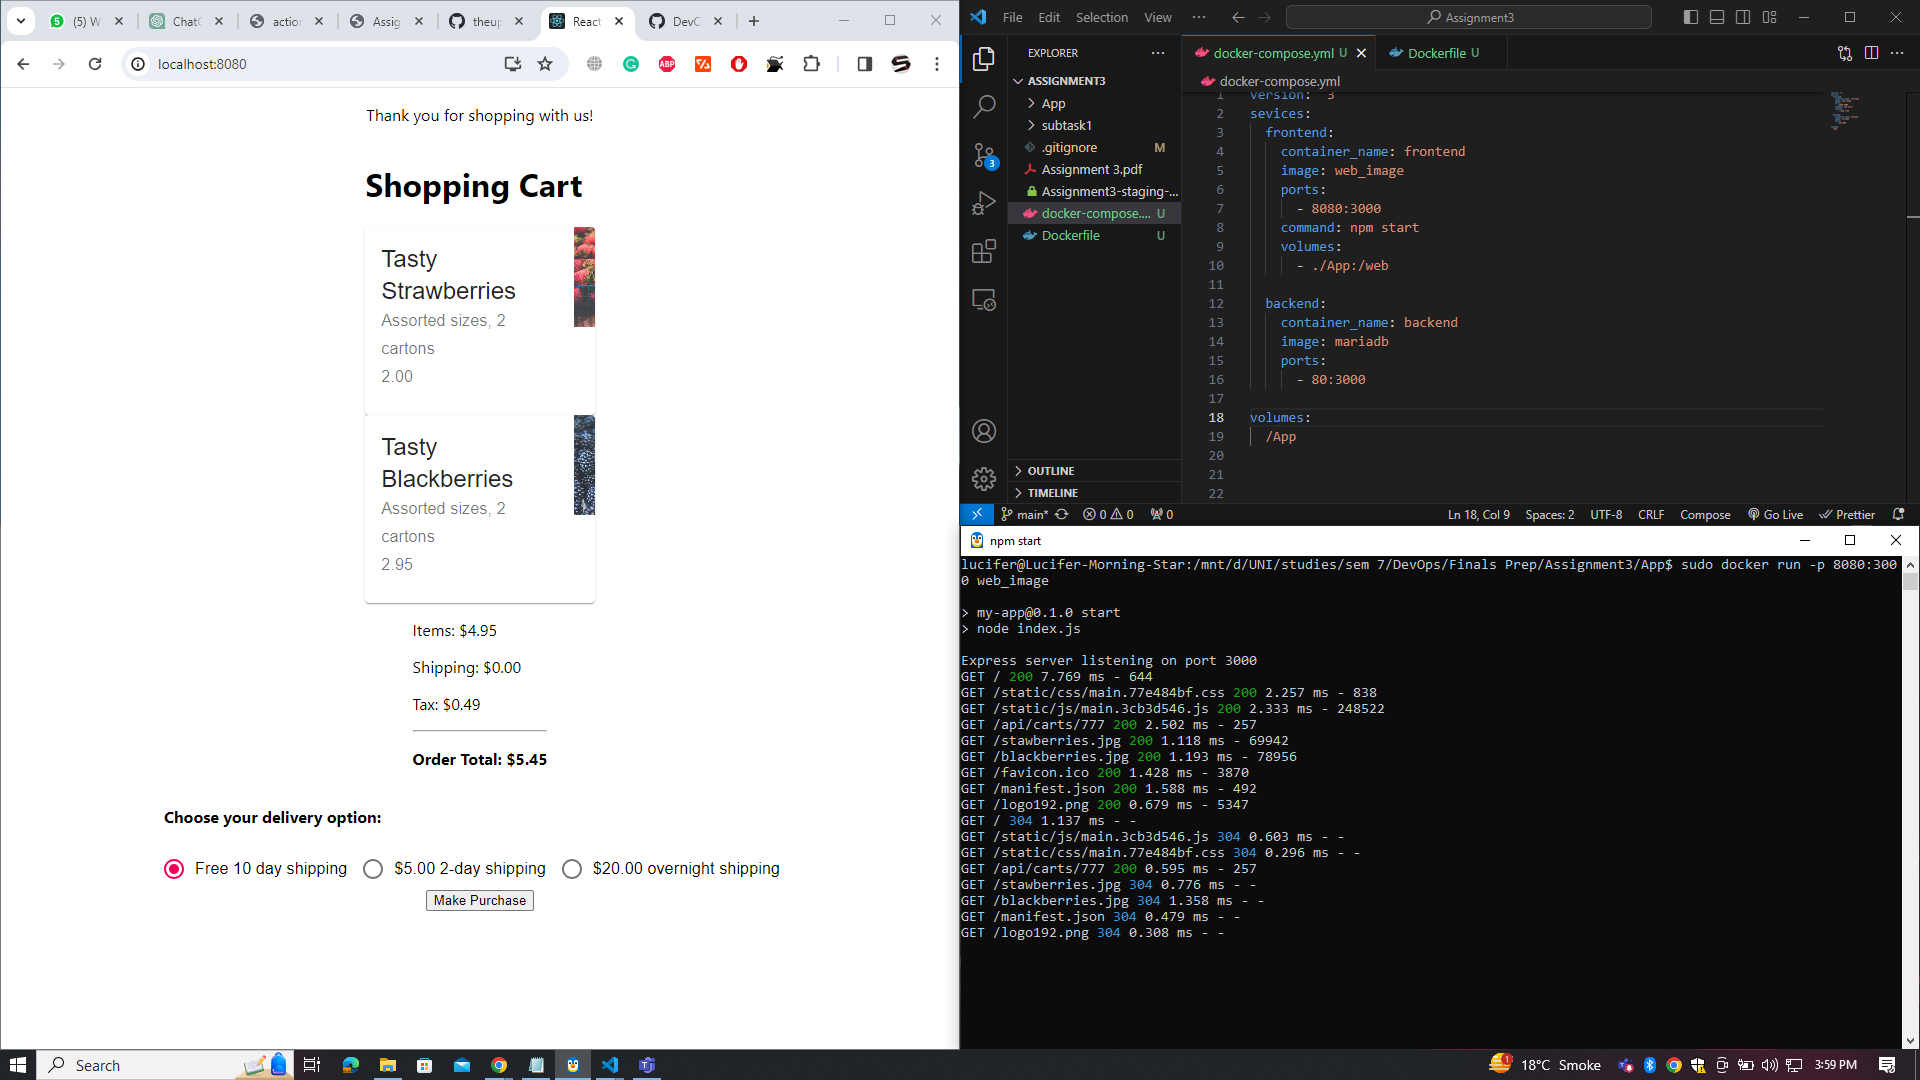 (5) W
ChatG
action
Assig
theup
React
DevO
localhost:8080
Thank you for shopping with us!
Shopping Cart
Tasty
Strawberries
Assorted sizes, 2
cartons
2.00
Tasty
Blackberries
Assorted sizes, 2
cartons
2.95
Items: $4.95
Shipping: $0.00
Tax: $0.49
Order Total: $5.45
Choose your delivery option:
Free 10 day shipping
$5.00 2-day shipping
$20.00 overnight shipping
Make Purchase
File Edit Selection View
Assignment3
EXPLORER
ASSIGNMENT3
App
subtask1
.gitignore M
Assignment 3.pdf
Assignment3-staging-...
docker-compose.... U
Dockerfile U
OUTLINE
TIMELINE
3
docker-compose.yml U
Dockerfile U
docker-compose.yml
1 version: "3"
2 sevices:
3 frontend:
4 container_name: frontend
5 image: web_image
6 ports:
7 - 8080:3000
8 command: npm start
9 volumes:
10 - ./App:/web
11
12 backend:
13 container_name: backend
14 image: mariadb
15 ports:
16 - 80:3000
17
18 volumes:
19 /App
20
21
22
main* 0 0 0
Ln 18, Col 9 Spaces: 2 UTF-8 CRLF Compose Go Live Prettier
npm start
lucifer@Lucifer-Morning-Star:/mnt/d/UNI/studies/sem 7/DevOps/Finals Prep/Assignment3/App$ sudo docker run -p 8080:300
0 web_image
> my-app@0.1.0 start
> node index.js
Express server listening on port 3000
GET / 200 7.769 ms - 644
GET /static/css/main.77e484bf.css 200 2.257 ms - 838
GET /static/js/main.3cb3d546.js 200 2.333 ms - 248522
GET /api/carts/777 200 2.502 ms - 257
GET /stawberries.jpg 200 1.118 ms - 69942
GET /blackberries.jpg 200 1.193 ms - 78956
GET /favicon.ico 200 1.428 ms - 3870
GET /manifest.json 200 1.588 ms - 492
GET /logo192.png 200 0.679 ms - 5347
GET / 304 1.137 ms - -
GET /static/js/main.3cb3d546.js 304 0.603 ms - -
GET /static/css/main.77e484bf.css 304 0.296 ms - -
GET /api/carts/777 200 0.595 ms - 257
GET /stawberries.jpg 304 0.776 ms - -
GET /blackberries.jpg 304 1.358 ms - -
GET /manifest.json 304 0.479 ms - -
GET /logo192.png 304 0.308 ms - -
Search
18°C Smoke
3:59 PM